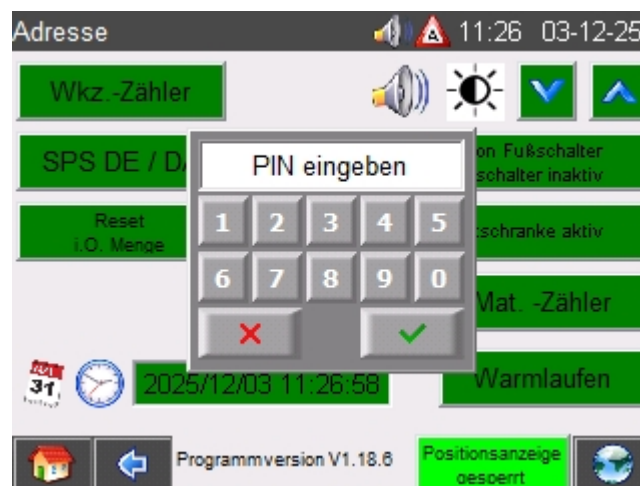 Adresse
A 11:26 03-12-25
Wkz.-Zähler
SPS DE / D
on Fußschalter
schalter inaktiv
PIN eingeben
1 2 3 4 5
Reset
i.O. Menge
schranke aktiv
6 7 8 9 0
Mat. -Zähler
31
2025/12/03 11:26:58
Warmlaufen
Programmversion V1.18.6
Positionsanzeige
gesperrt